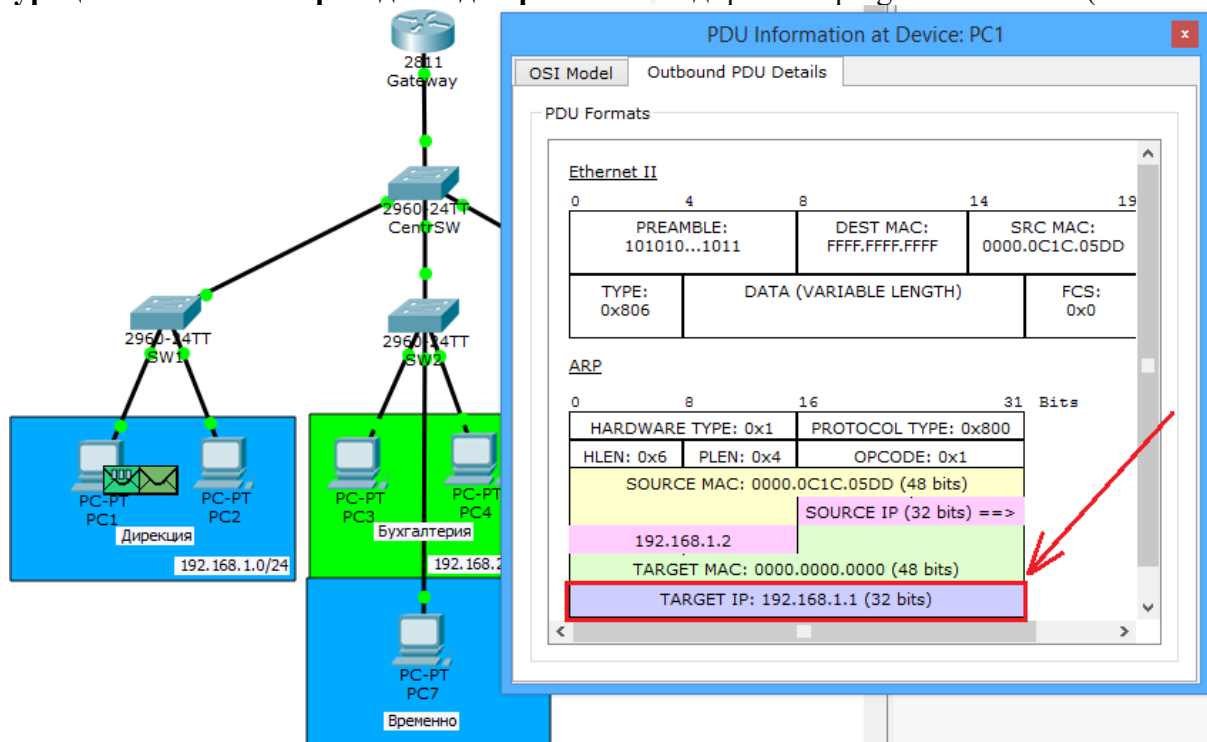 2811
Gateway
2960-24TT
CentrSW
2960-24TT
SW1
2960-24TT
SW2
PC-PT
PC1
PC-PT
PC2
Дирекция
192.168.1.0/24
PC-PT
PC3
PC-PT
PC4
Бухгалтерия
192.168.2
PC-PT
PC7
Временно
PDU Information at Device: PC1
x
OSI Model
Outbound PDU Details
PDU Formats
Ethernet II
0 4 8 14 19
PREAMBLE:
101010...1011
DEST MAC:
FFFF.FFFF.FFFF
SRC MAC:
0000.0C1C.05DD
TYPE:
0x806
DATA (VARIABLE LENGTH)
FCS:
0x0
ARP
0 8 16 31 Bits
HARDWARE TYPE: 0x1
PROTOCOL TYPE: 0x800
HLEN: 0x6
PLEN: 0x4
OPCODE: 0x1
SOURCE MAC: 0000.0C1C.05DD (48 bits)
SOURCE IP (32 bits) ==>
192.168.1.2
TARGET MAC: 0000.0000.0000 (48 bits)
TARGET IP: 192.168.1.1 (32 bits)